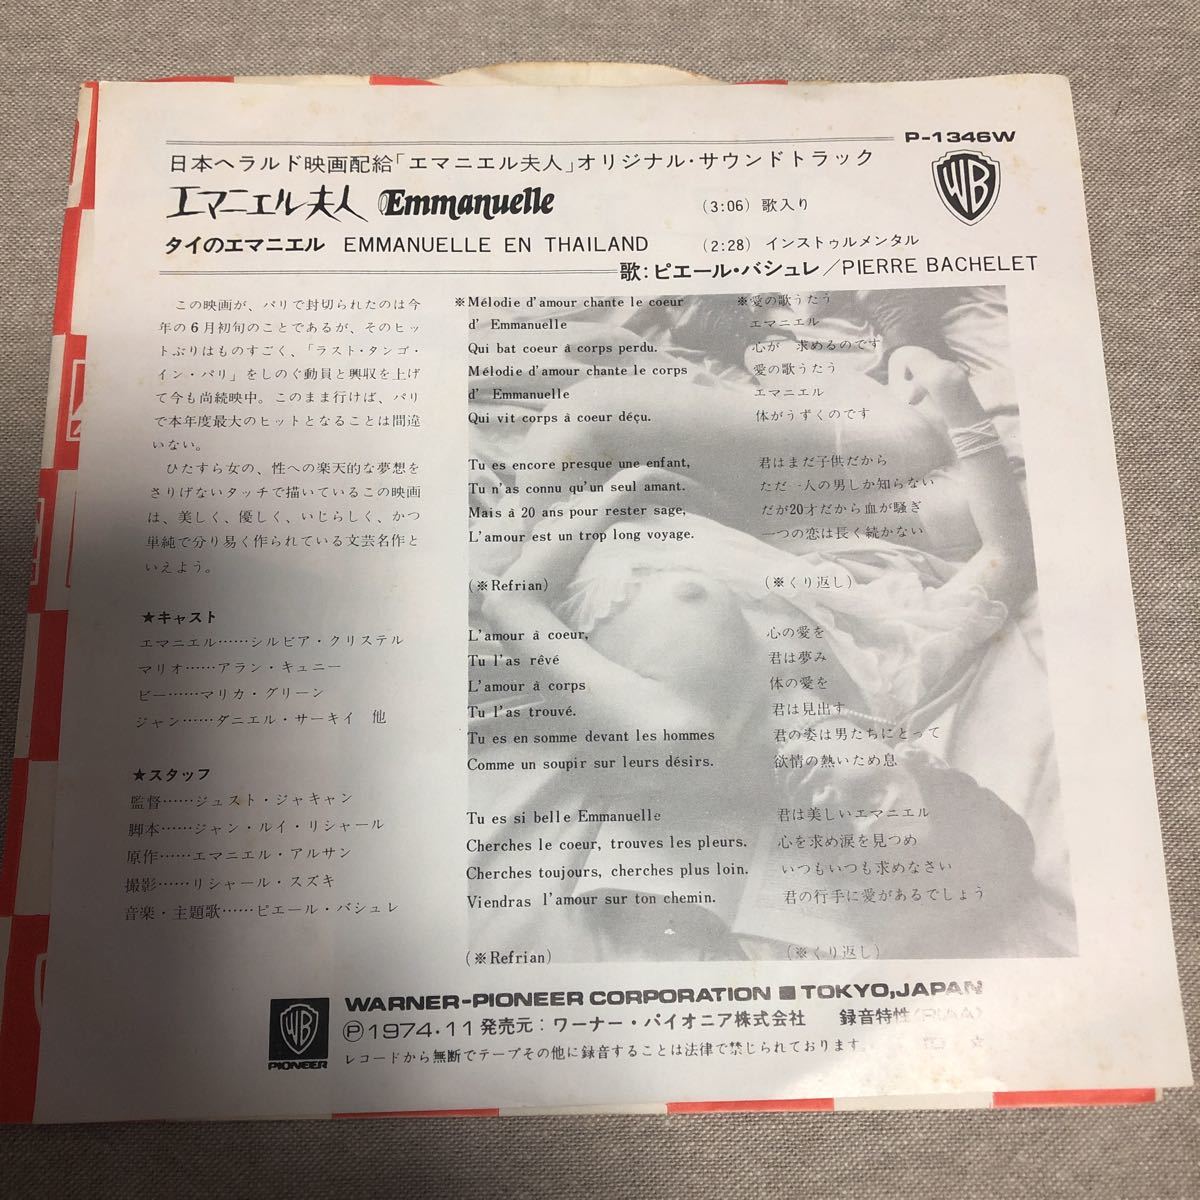 P-1346W
日本ヘラルド映画配給「エマニエル夫人」オリジナル・サウンドトラック
WB
エマニエル夫人 Emmanuelle (3:06) 歌入り
タイのエマニエル EMMANUELLE EN THAILAND (2:28) インストゥルメンタル
歌:ピエール・バシュレ/PIERRE BACHELET
この映画が、パリで封切られたのは今
年の6月初旬のことであるが、そのヒッ
トぶりはものすごく、「ラスト・タンゴ・
イン・パリ」をしのぐ動員と興収を上げ
て今も尚続映中。このまま行けば、パリ
で本年度最大のヒットとなることは間違
いない。
ひたすら女の、性への楽天的な夢想を
さりげないタッチで描いているこの映画
は、美しく、優しく、いじらしく、かつ
単純で分り易く作られている文芸名作と
いえよう。
★キャスト
エマニエル……シルビア・クリステル
マリオ……アラン・キュニー
ビー……マリカ・グリーン
ジャン……ダニエル・サーキイ 他
★スタッフ
監督……ジュスト・ジャキャン
脚本……ジャン・ルイ・リシャール
原作……エマニエル・アルサン
撮影……リシャール・スズキ
音楽・主題歌……ピエール・バシュレ
※Mélodie d'amour chante le coeur
d' Emmanuelle
Qui bat coeur â corps perdu.
Mélodie d'amour chante le corps
d' Emmanuelle
Qui vit corps â coeur déçu.
Tu es encore presque une enfant,
Tu n'as connu qu'un seul amant.
Mais â 20 ans pour rester sage,
L'amour est un trop long voyage.
(※Refrian)
L'amour â coeur,
Tu l'as rêvé
L'amour â corps
Tu l'as trouvé.
Tu es en somme devant les hommes
Comme un soupir sur leurs désirs.
Tu es si belle Emmanuelle
Cherches le coeur, trouves les pleurs.
Cherches toujours, cherches plus loin.
Viendras l'amour sur ton chemin.
(※Refrian)
※愛の歌うたう
エマニエル
心が 求めるのです
愛の歌うたう
エマニエル
体がうずくのです
君はまだ子供だから
ただ一人の男しか知らない
だが20才だから血が騒ぎ
一つの恋は長く続かない
(※くり返し)
心の愛を
君は夢み
体の愛を
君は見出す
君の姿は男たちにとって
欲情の熱いため息
君は美しいエマニエル
心を求め涙を見つめ
いつもいつも求めなさい
君の行手に愛があるでしょう
(※くり返し)
WB
PIONEER
WARNER-PIONEER CORPORATION ■ TOKYO,JAPAN
Ⓟ1974・11 発売元:ワーナー・パイオニア株式会社 録音特性(RIAA)
レコードから無断でテープその他に録音することは法律で禁じられております。